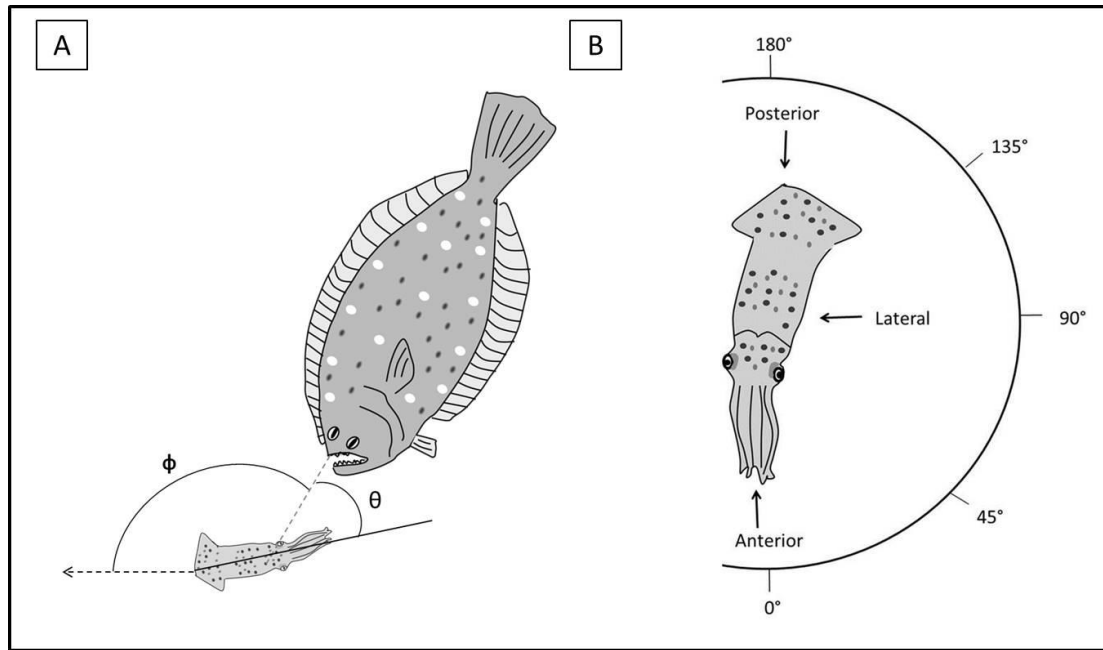 A
B
180°
Posterior
135°
Lateral
90°
ϕ
θ
45°
Anterior
0°